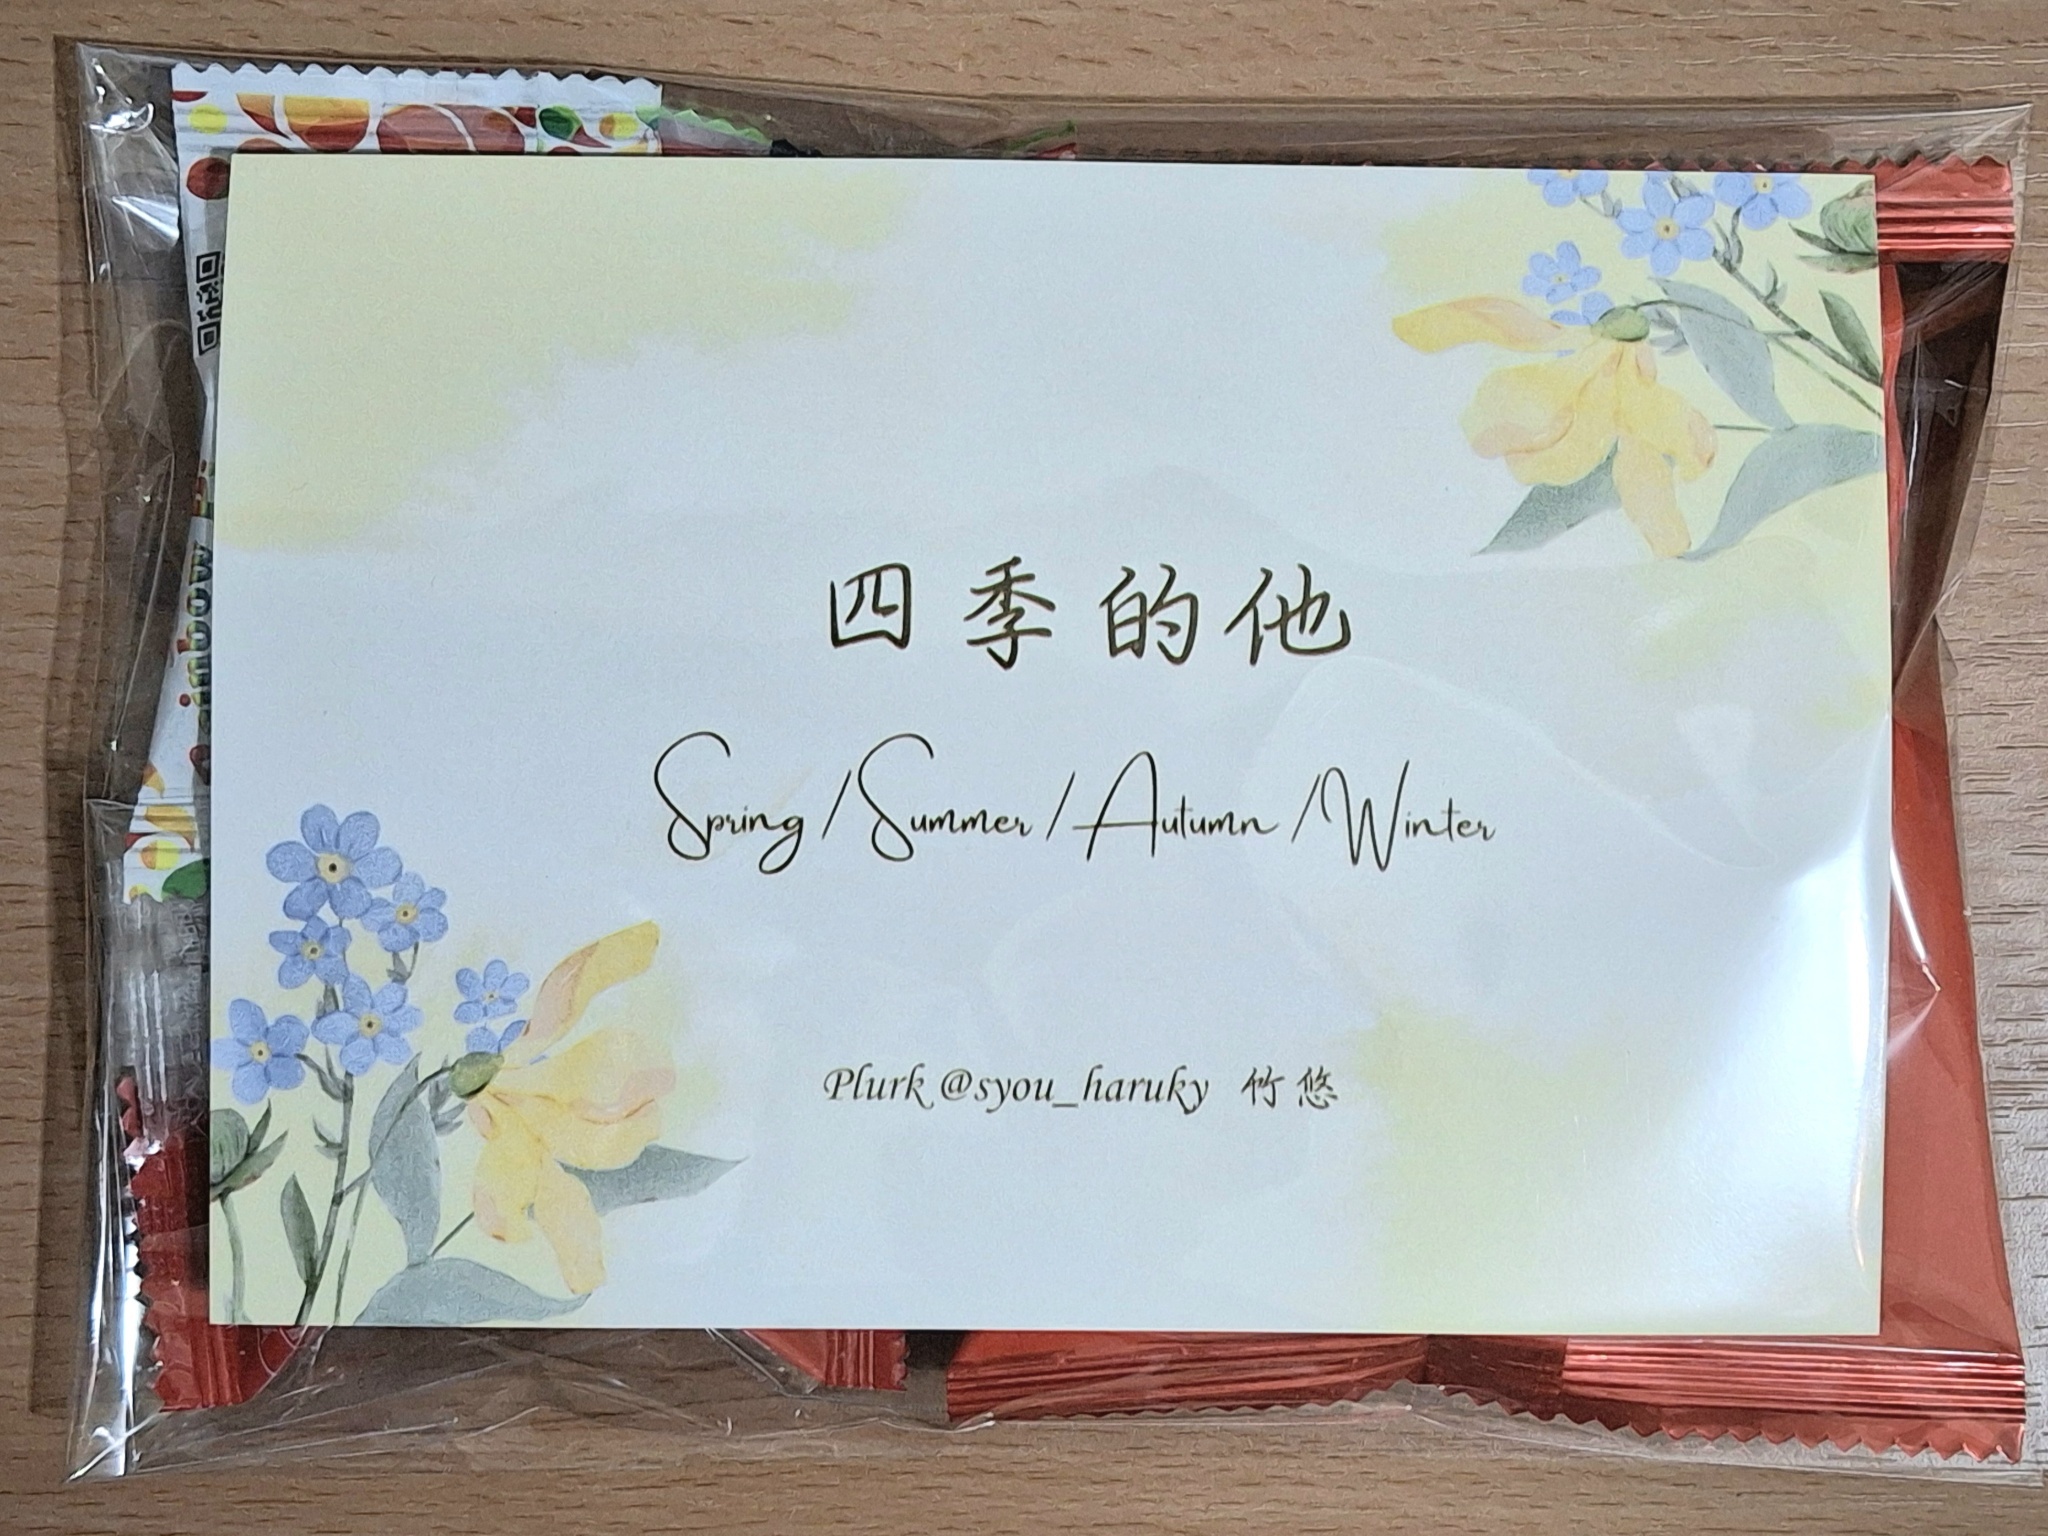 四季的他
Spring/Summer/Autumn/Winter
Plurk @syou_haruky 竹悠